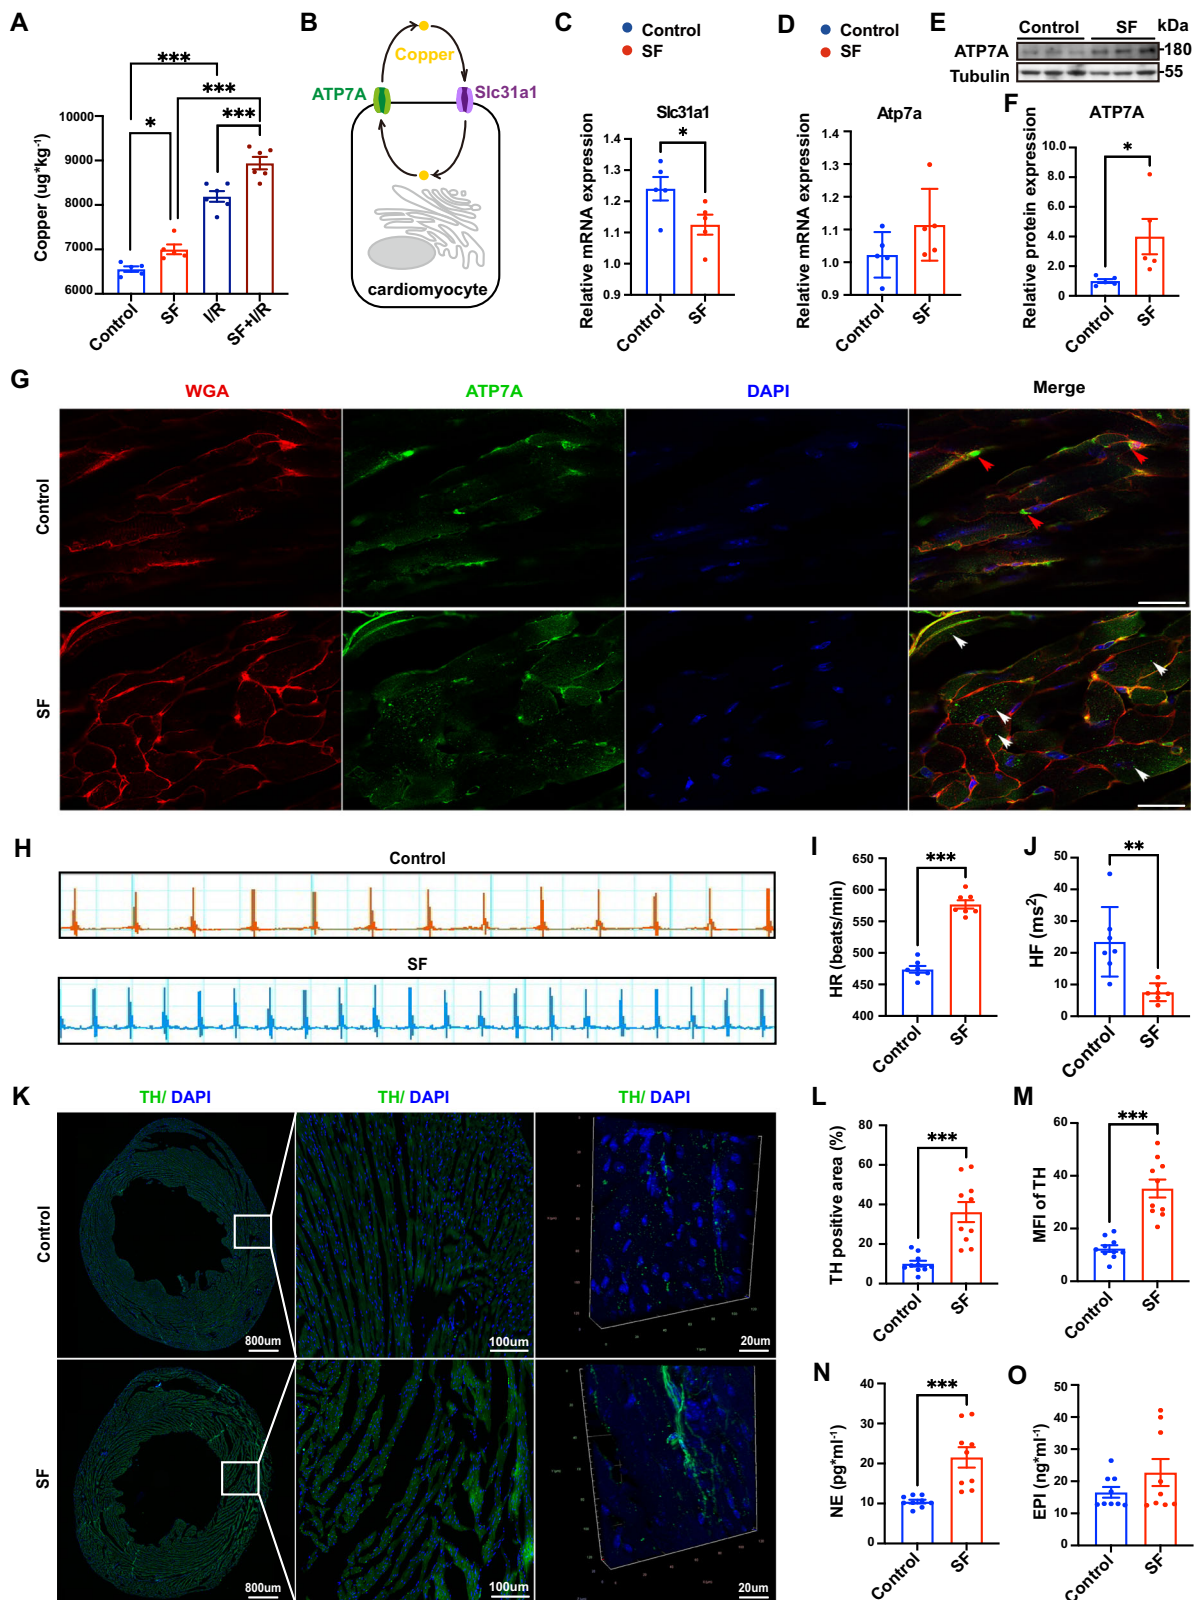 A
***
***
*
***
Copper (ug*kg-1)
10000
9000
8000
7000
6000
Control
SF
I/R
SF+I/R
B
Copper
ATP7A
Slc31a1
cardiomyocyte
C
Control
SF
Slc31a1
*
Relative mRNA expression
1.4
1.3
1.2
1.1
1.0
0.9
Control
SF
D
Control
SF
Atp7a
Relative mRNA expression
1.4
1.3
1.2
1.1
1.0
0.9
Control
SF
E
Control SF kDa
ATP7A -180
Tubulin -55
F
ATP7A
*
Relative protein expression
10.0
8.0
6.0
4.0
2.0
0
Control
SF
G
WGA ATP7A DAPI Merge
Control
SF
H
Control
SF
I
***
HR (beats/min)
650
600
550
500
450
400
Control
SF
J
**
HF (ms2)
50
40
30
20
10
0
Control
SF
K
TH/ DAPI TH/ DAPI TH/ DAPI
Control
800um 100um 20um
SF
800um 100um 20um
L
***
TH positive area (%)
80
60
40
20
0
Control
SF
M
***
MFI of TH
60
40
20
0
Control
SF
N
***
NE (pg*ml-1)
40
30
20
10
0
Control
SF
O
EPI (ng*ml-1)
50
40
30
20
10
0
Control
SF